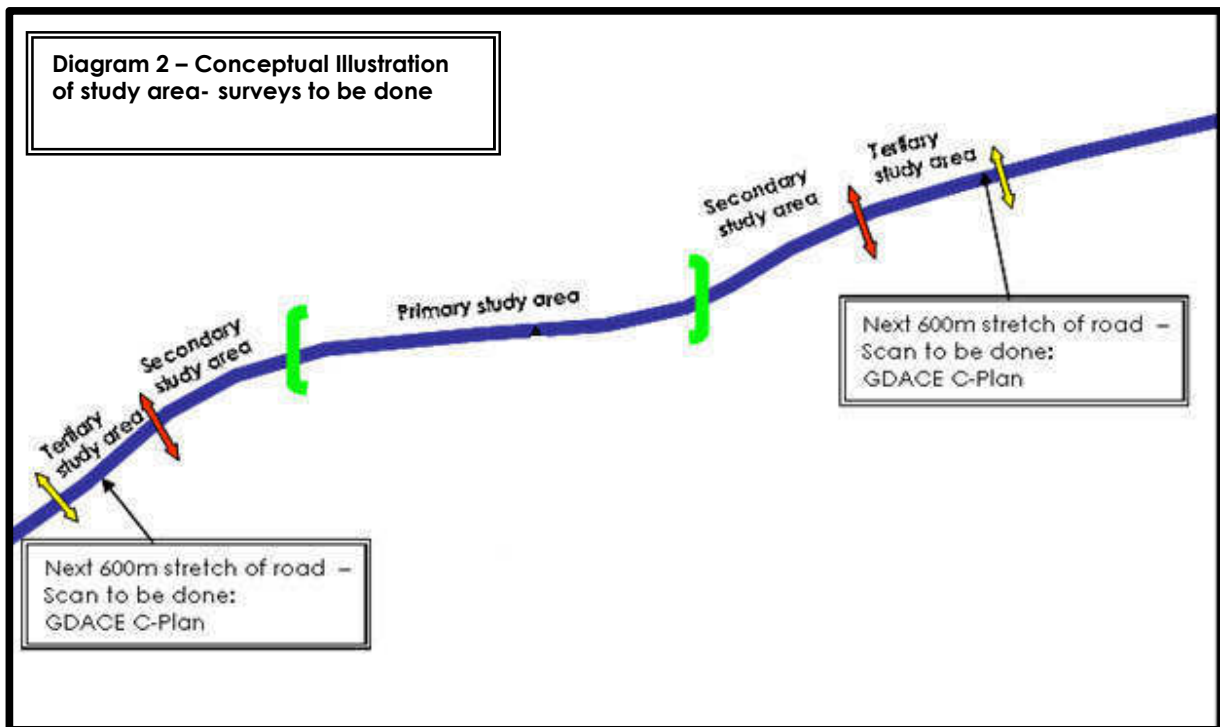 Diagram 2 – Conceptual Illustration
of study area- surveys to be done
Tertiary
study area
Secondary
study area
Primary study area
Secondary
study area
Tertiary
study area
Next 600m stretch of road –
Scan to be done:
GDACE C-Plan
Next 600m stretch of road –
Scan to be done:
GDACE C-Plan